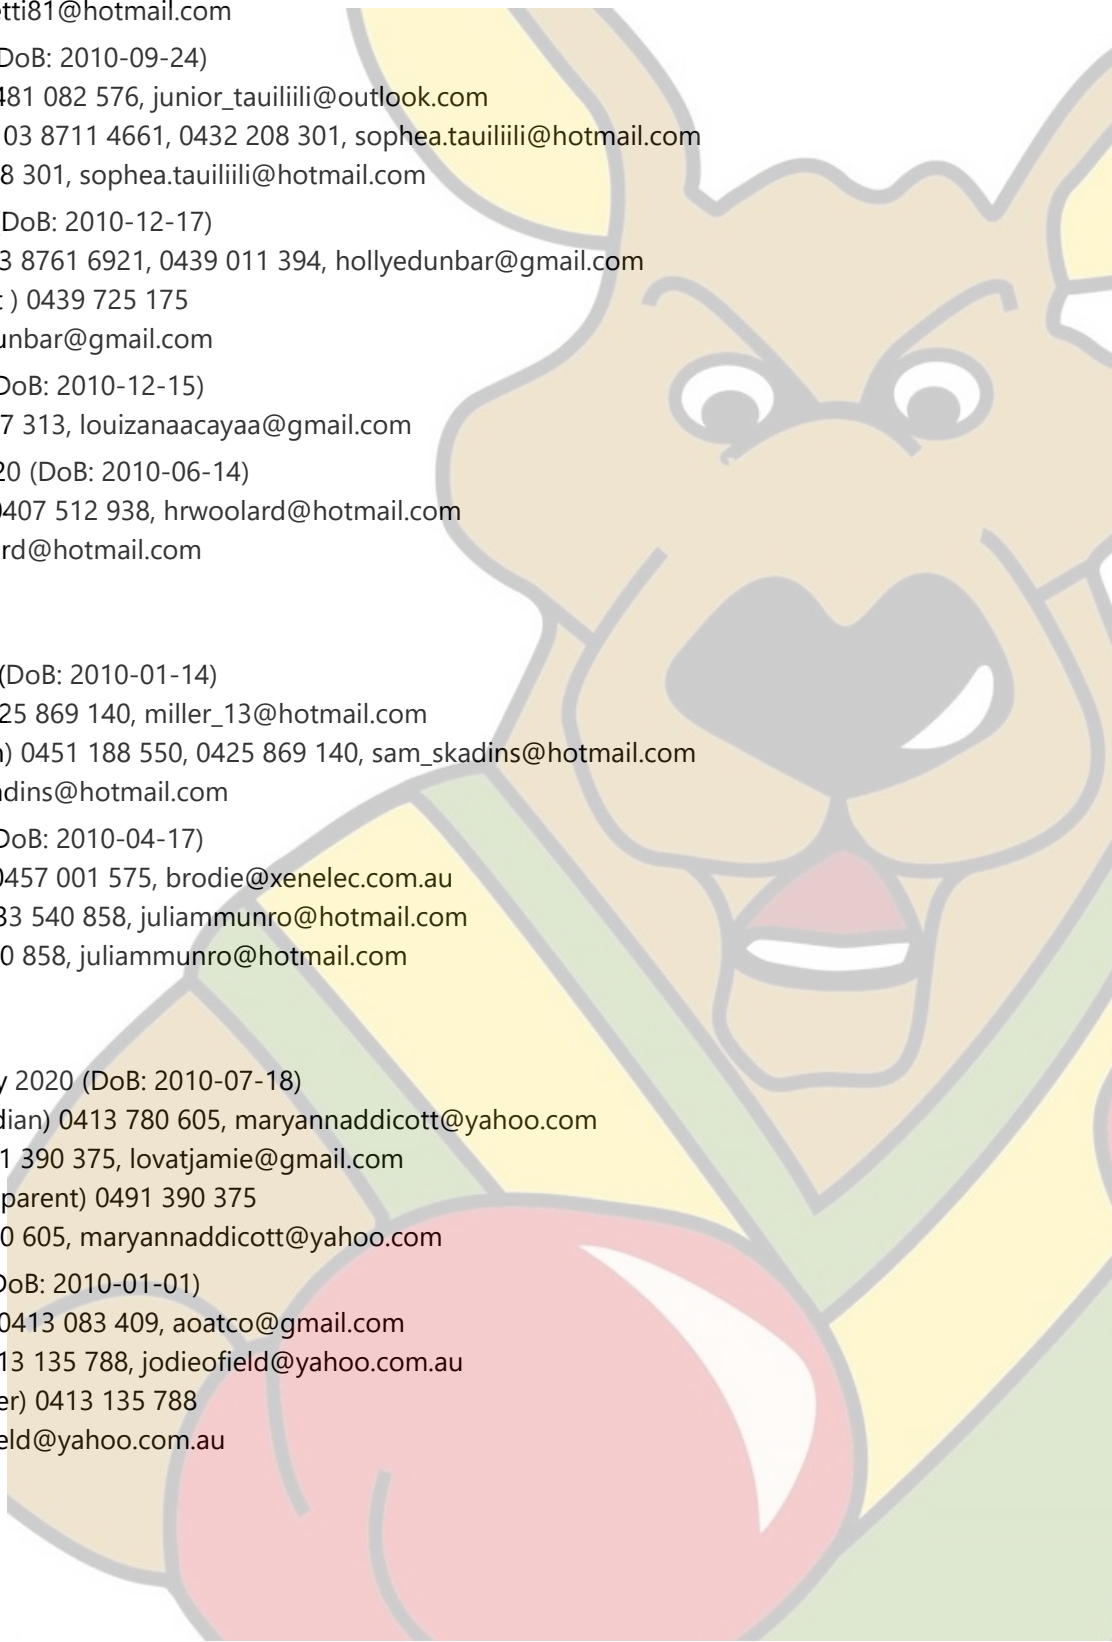 tti81@hotmail.com
DoB: 2010-09-24)
481 082 576, junior_tauiliili@outlook.com
03 8711 4661, 0432 208 301, sophea.tauiliili@hotmail.com
8 301, sophea.tauiliili@hotmail.com
DoB: 2010-12-17)
3 8761 6921, 0439 011 394, hollyedunbar@gmail.com
t ) 0439 725 175
unbar@gmail.com
DoB: 2010-12-15)
7 313, louizanaacayaa@gmail.com
20 (DoB: 2010-06-14)
0407 512 938, hrwoolard@hotmail.com
rd@hotmail.com
(DoB: 2010-01-14)
25 869 140, miller_13@hotmail.com
n) 0451 188 550, 0425 869 140, sam_skadins@hotmail.com
adins@hotmail.com
DoB: 2010-04-17)
0457 001 575, brodie@xenelec.com.au
33 540 858, juliammunro@hotmail.com
0 858, juliammunro@hotmail.com
y 2020 (DoB: 2010-07-18)
dian) 0413 780 605, maryannaddicott@yahoo.com
1 390 375, lovatjamie@gmail.com
parent) 0491 390 375
0 605, maryannaddicott@yahoo.com
DoB: 2010-01-01)
0413 083 409, aoatco@gmail.com
13 135 788, jodieofield@yahoo.com.au
er) 0413 135 788
eld@yahoo.com.au